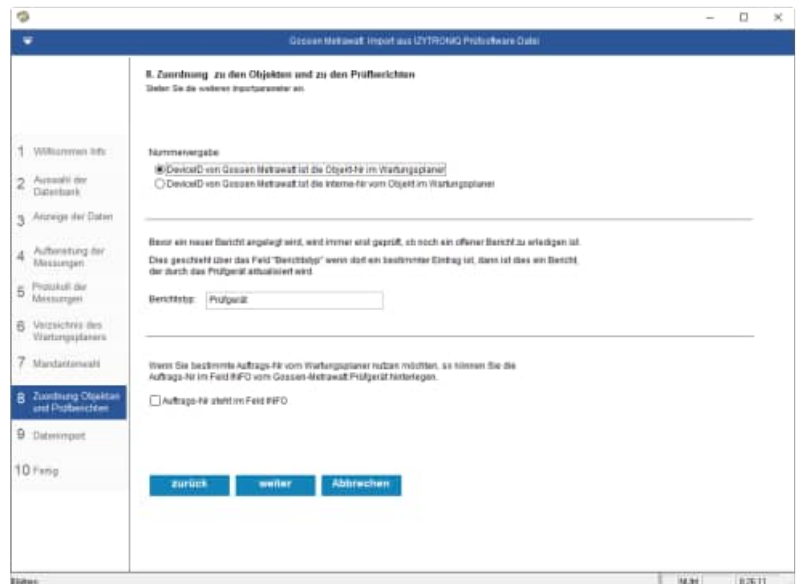 Gossen Metrawatt Import aus IZYTRONIQ Prüfsoftware Datei
8. Zuordnung zu den Objekten und zu den Prüfberichten
Stellen Sie die weiteren Importparameter ein.
1 Willkommen Info
2 Auswahl der
Datenbank
3 Anzeige der Daten
4 Aufbereitung der
Messungen
5 Protokoll der
Messungen
6 Verzeichnis des
Wartungsplaners
7 Mandantenwahl
8 Zuordnung Objekten
und Prüfberichten
9 Datenimport
10 Fertig
Nummernvergabe:
DeviceID von Gossen Metrawatt ist die Objekt-Nr im Wartungsplaner
DeviceID von Gossen Metrawatt ist die Interne-Nr vom Objekt im Wartungsplaner
Bevor ein neuer Bericht angelegt wird, wird immer erst geprüft, ob noch ein offener Bericht zu erledigen ist.
Dies geschieht über das Feld "Berichtstyp" wenn dort ein bestimmter Eintrag ist, dann ist dies ein Bericht,
der durch das Prüfgerät aktualisiert wird.
Berichtstyp: Prüfgerät
Wenn Sie bestimmte Auftrags-Nr vom Wartungsplaner nutzen möchten, so können Sie die
Auftrags-Nr im Feld INFO vom Gossen-Metrawatt Prüfgerät hinterlegen.
Auftrags-Nr steht im Feld INFO
zurück weiter Abbrechen
NUM